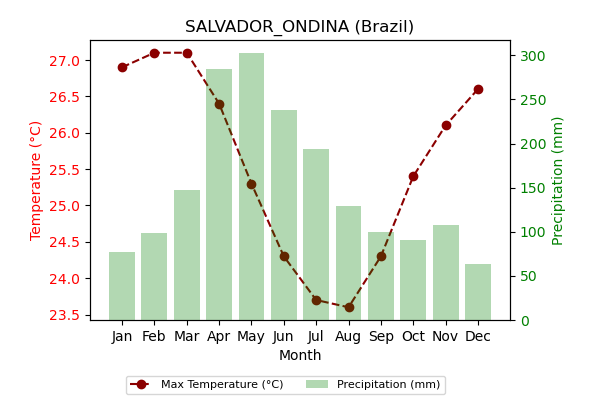 SALVADOR_ONDINA (Brazil)
27.0
26.5
26.0
25.5
25.0
24.5
24.0
23.5
Temperature (°C)
300
250
200
150
100
50
0
Precipitation (mm)
Jan Feb Mar Apr May Jun Jul Aug Sep Oct Nov Dec
Month
Max Temperature (°C) Precipitation (mm)